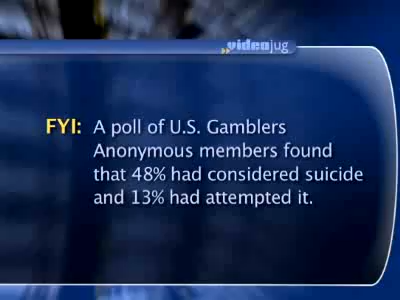 videojug
FYI: A poll of U.S. Gamblers
Anonymous members found
that 48% had considered suicide
and 13% had attempted it.